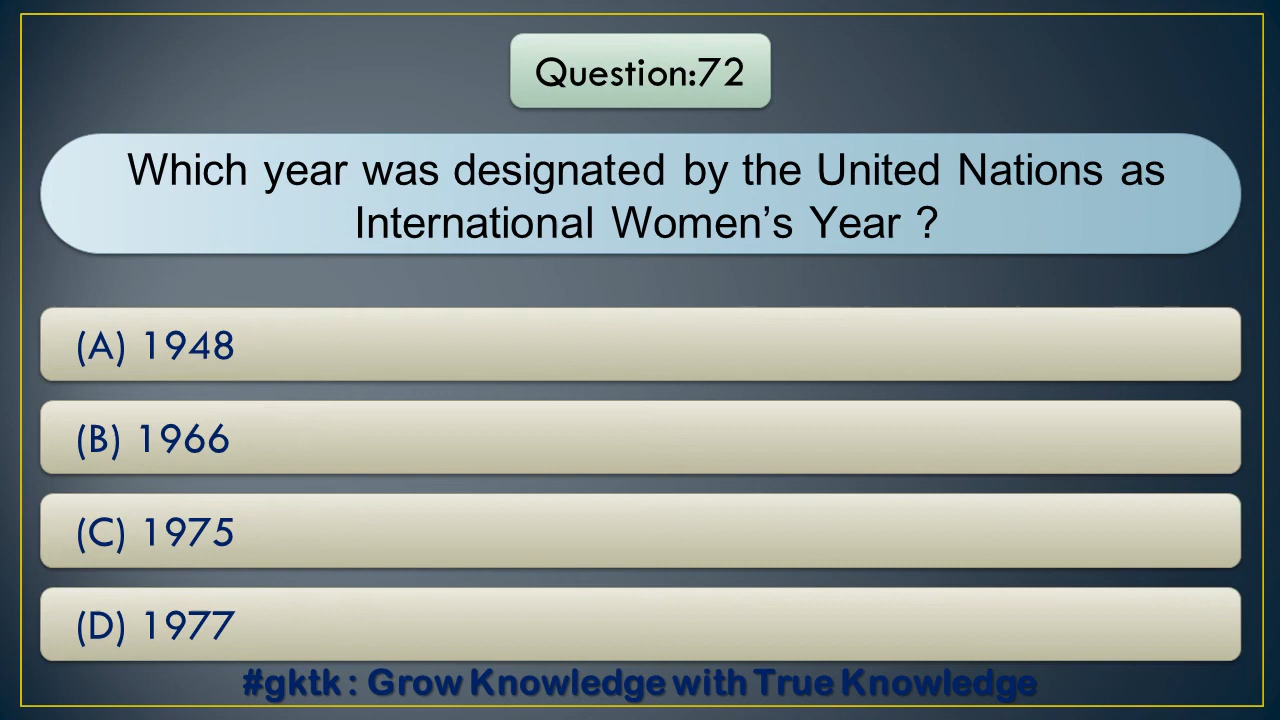 Question:72
Which year was designated by the United Nations as
International Women’s Year ?
(A) 1948
(B) 1966
(C) 1975
(D) 1977
#gktk : Grow Knowledge with True Knowledge